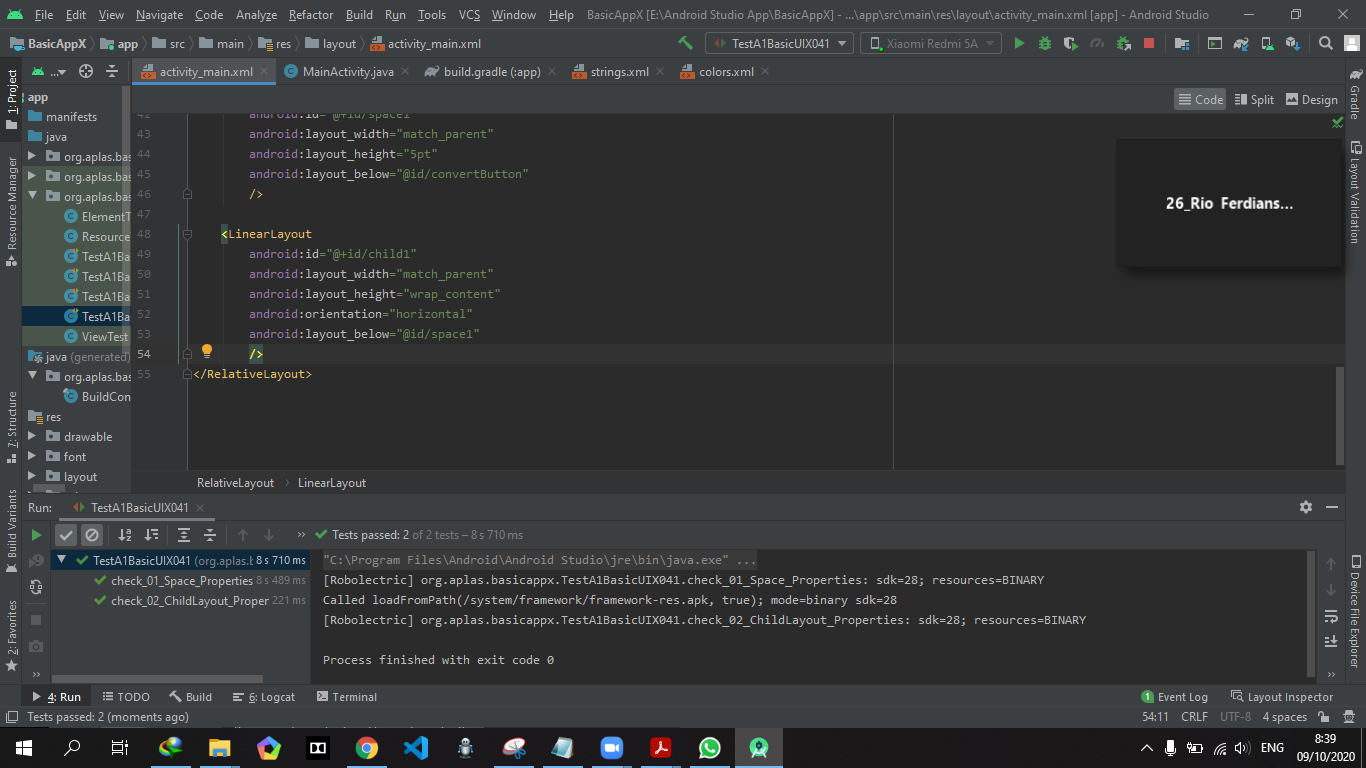 File Edit View Navigate Code Analyze Refactor Build Run Tools VCS Window Help BasicAppX [E:\Android Studio App\BasicAppX] - ...\app\src\main\res\layout\activity_main.xml [app] - Android Studio
BasicAppX app src main res layout activity_main.xml TestA1BasicUIX041 Xiaomi Redmi 5A
activity_main.xml MainActivity.java build.gradle (:app) strings.xml colors.xml
Code Split Design
1: Project
Resource Manager
7: Structure
Build Variants
2: Favorites
app
manifests
java
org.aplas.bas
org.aplas.bas
org.aplas.bas
ElementT
Resource
TestA1Ba
TestA1Ba
TestA1Ba
TestA1Ba
ViewTest
java (generated)
org.aplas.bas
BuildCon
res
drawable
font
layout
42 android:id="@+id/space1"
43 android:layout_width="match_parent"
44 android:layout_height="5pt"
45 android:layout_below="@id/convertButton"
46 />
47
48 <LinearLayout
49 android:id="@+id/child1"
50 android:layout_width="match_parent"
51 android:layout_height="wrap_content"
52 android:orientation="horizontal"
53 android:layout_below="@id/space1"
54 />
55 </RelativeLayout>
26_Rio Ferdians...
Gradle
Layout Validation
Device File Explorer
RelativeLayout LinearLayout
Run: TestA1BasicUIX041
Tests passed: 2 of 2 tests – 8 s 710 ms
TestA1BasicUIX041 (org.aplas.b 8 s 710 ms
check_01_Space_Properties 8 s 489 ms
check_02_ChildLayout_Proper 221 ms
"C:\Program Files\Android\Android Studio\jre\bin\java.exe" ...
[Robolectric] org.aplas.basicappx.TestA1BasicUIX041.check_01_Space_Properties: sdk=28; resources=BINARY
Called loadFromPath(/system/framework/framework-res.apk, true); mode=binary sdk=28
[Robolectric] org.aplas.basicappx.TestA1BasicUIX041.check_02_ChildLayout_Properties: sdk=28; resources=BINARY
Process finished with exit code 0
4: Run TODO Build 6: Logcat Terminal 1 Event Log Layout Inspector
Tests passed: 2 (moments ago) 54:11 CRLF UTF-8 4 spaces
ENG 8:39
09/10/2020